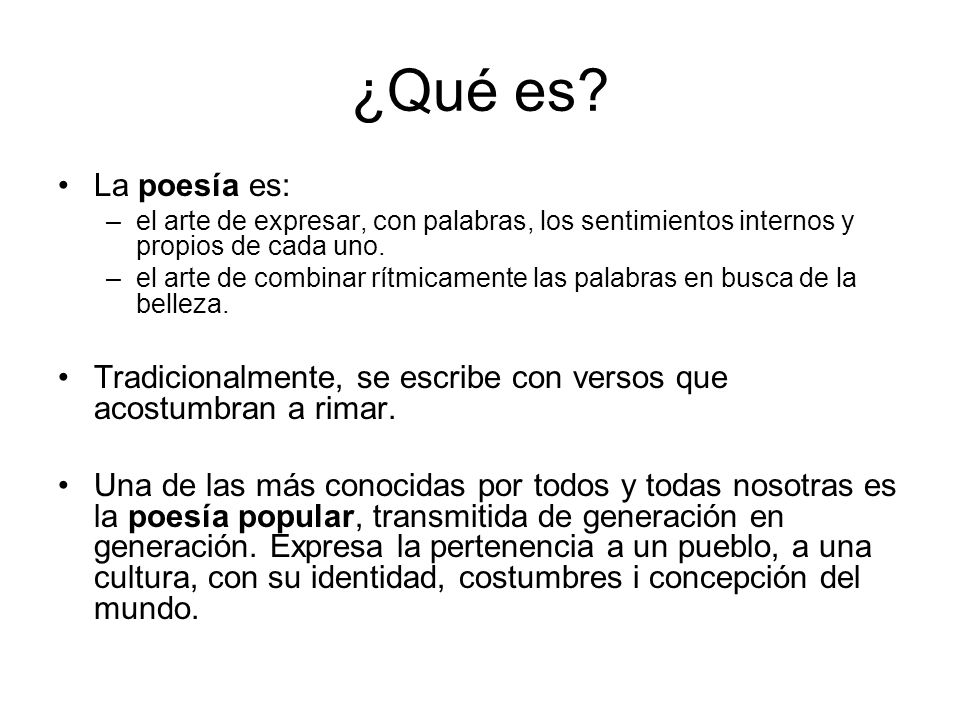 ¿Qué es?
• La poesía es:
– el arte de expresar, con palabras, los sentimientos internos y
propios de cada uno.
– el arte de combinar rítmicamente las palabras en busca de la
belleza.
• Tradicionalmente, se escribe con versos que
acostumbran a rimar.
• Una de las más conocidas por todos y todas nosotras es
la poesía popular, transmitida de generación en
generación. Expresa la pertenencia a un pueblo, a una
cultura, con su identidad, costumbres i concepción del
mundo.